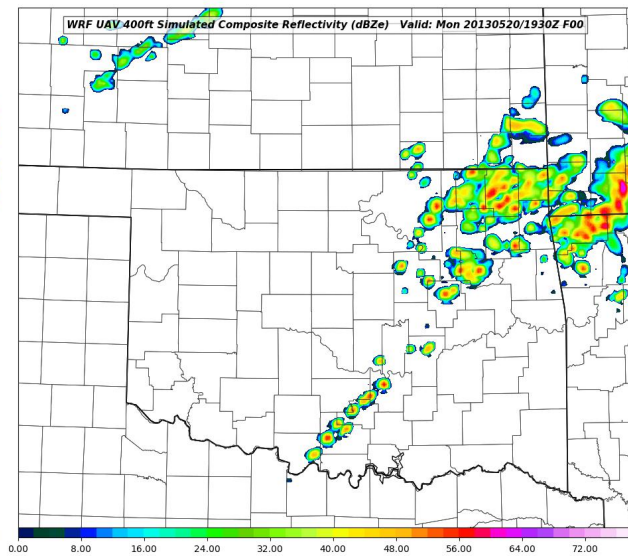 WRF UAV 400ft Simulated Composite Reflectivity (dBZe) Valid: Mon 20130520/1930Z F00
0.00 8.00 16.00 24.00 32.00 40.00 48.00 56.00 64.00 72.00